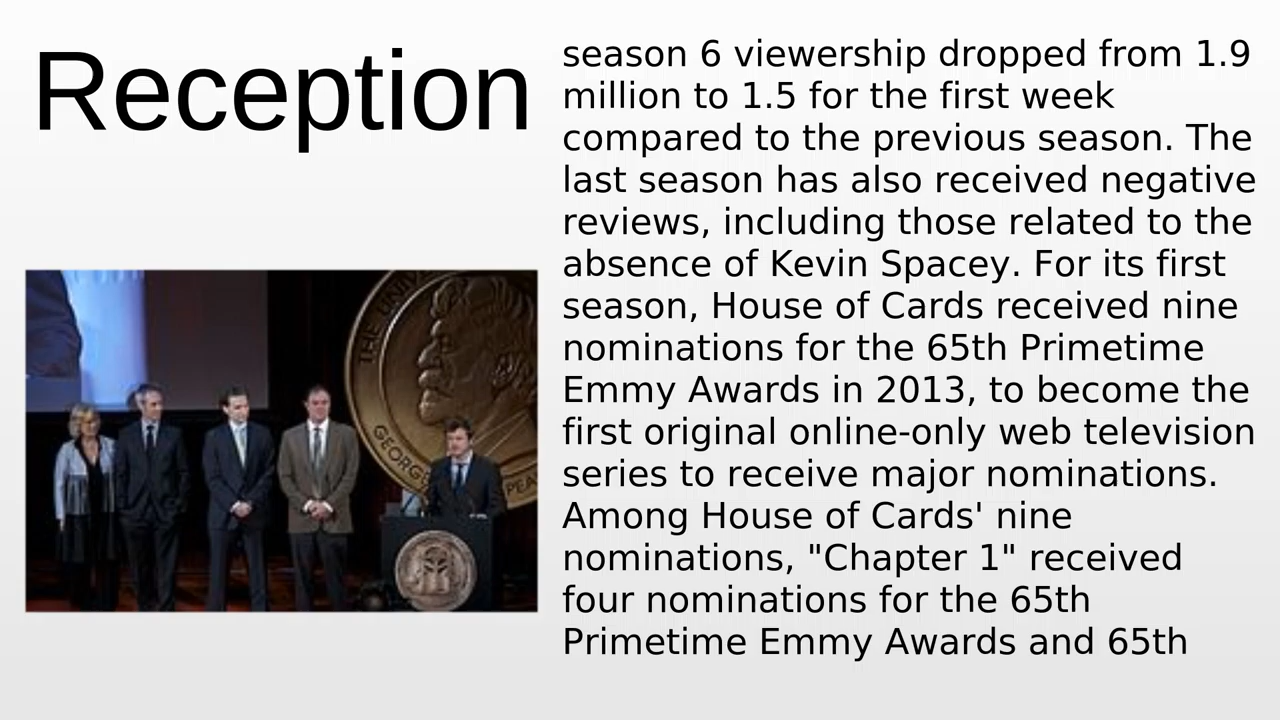 Reception
season 6 viewership dropped from 1.9
million to 1.5 for the first week
compared to the previous season. The
last season has also received negative
reviews, including those related to the
absence of Kevin Spacey. For its first
season, House of Cards received nine
nominations for the 65th Primetime
Emmy Awards in 2013, to become the
first original online-only web television
series to receive major nominations.
Among House of Cards' nine
nominations, "Chapter 1" received
four nominations for the 65th
Primetime Emmy Awards and 65th
THE UNIV
GEORGE
PEA